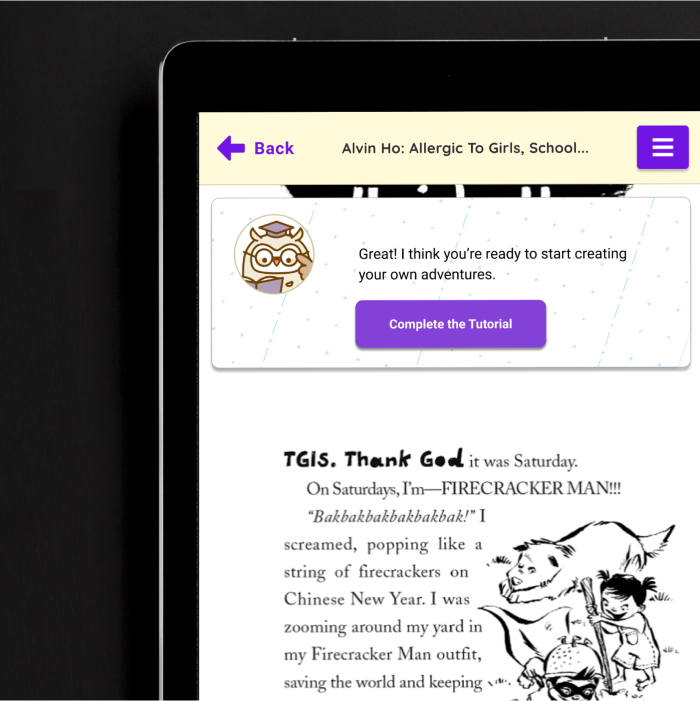 Back
Alvin Ho: Allergic To Girls, School...
Great! I think you're ready to start creating
your own adventures.
Complete the Tutorial
TGIS. Thank God it was Saturday.
On Saturdays, I'm—FIRECRACKER MAN!!!
"Bakbakbakbakbakbak!" I
screamed, popping like a
string of firecrackers on
Chinese New Year. I was
zooming around my yard in
my Firecracker Man outfit,
saving the world and keeping